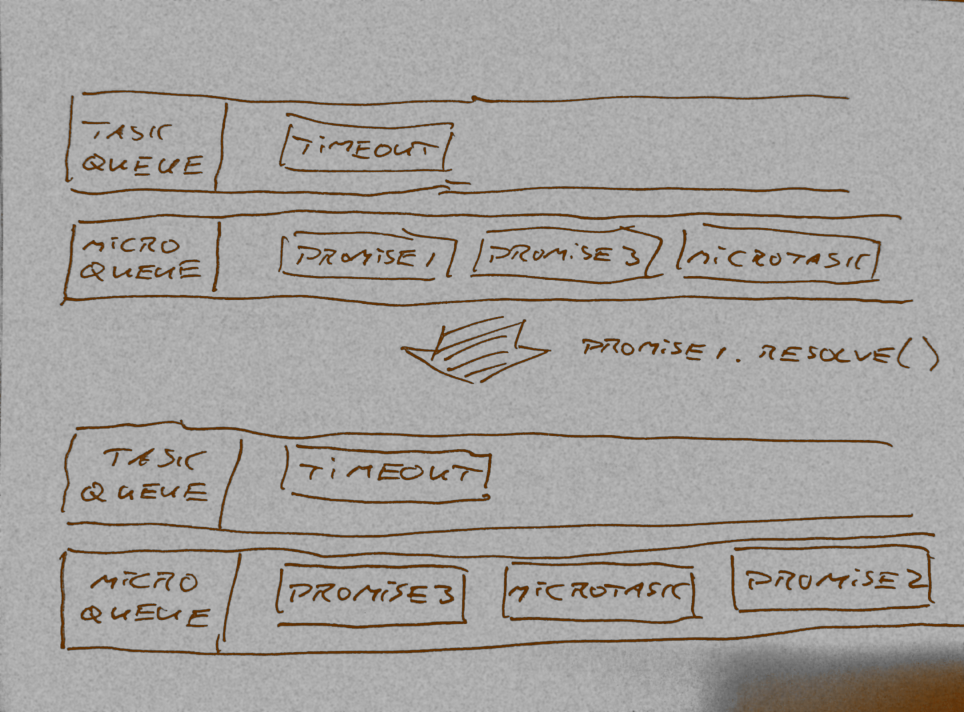 TASK
QUEUE
TiMEOUT
MiCRO
QUEUE
PROMiSE 1
PROMiSE 3
MiCROTASK
PROMiSE 1. RESOLVE()
TASK
QUEUE
TiMEOUT
MiCRO
QUEUE
PROMiSE 3
MiCROTASK
PROMiSE 2